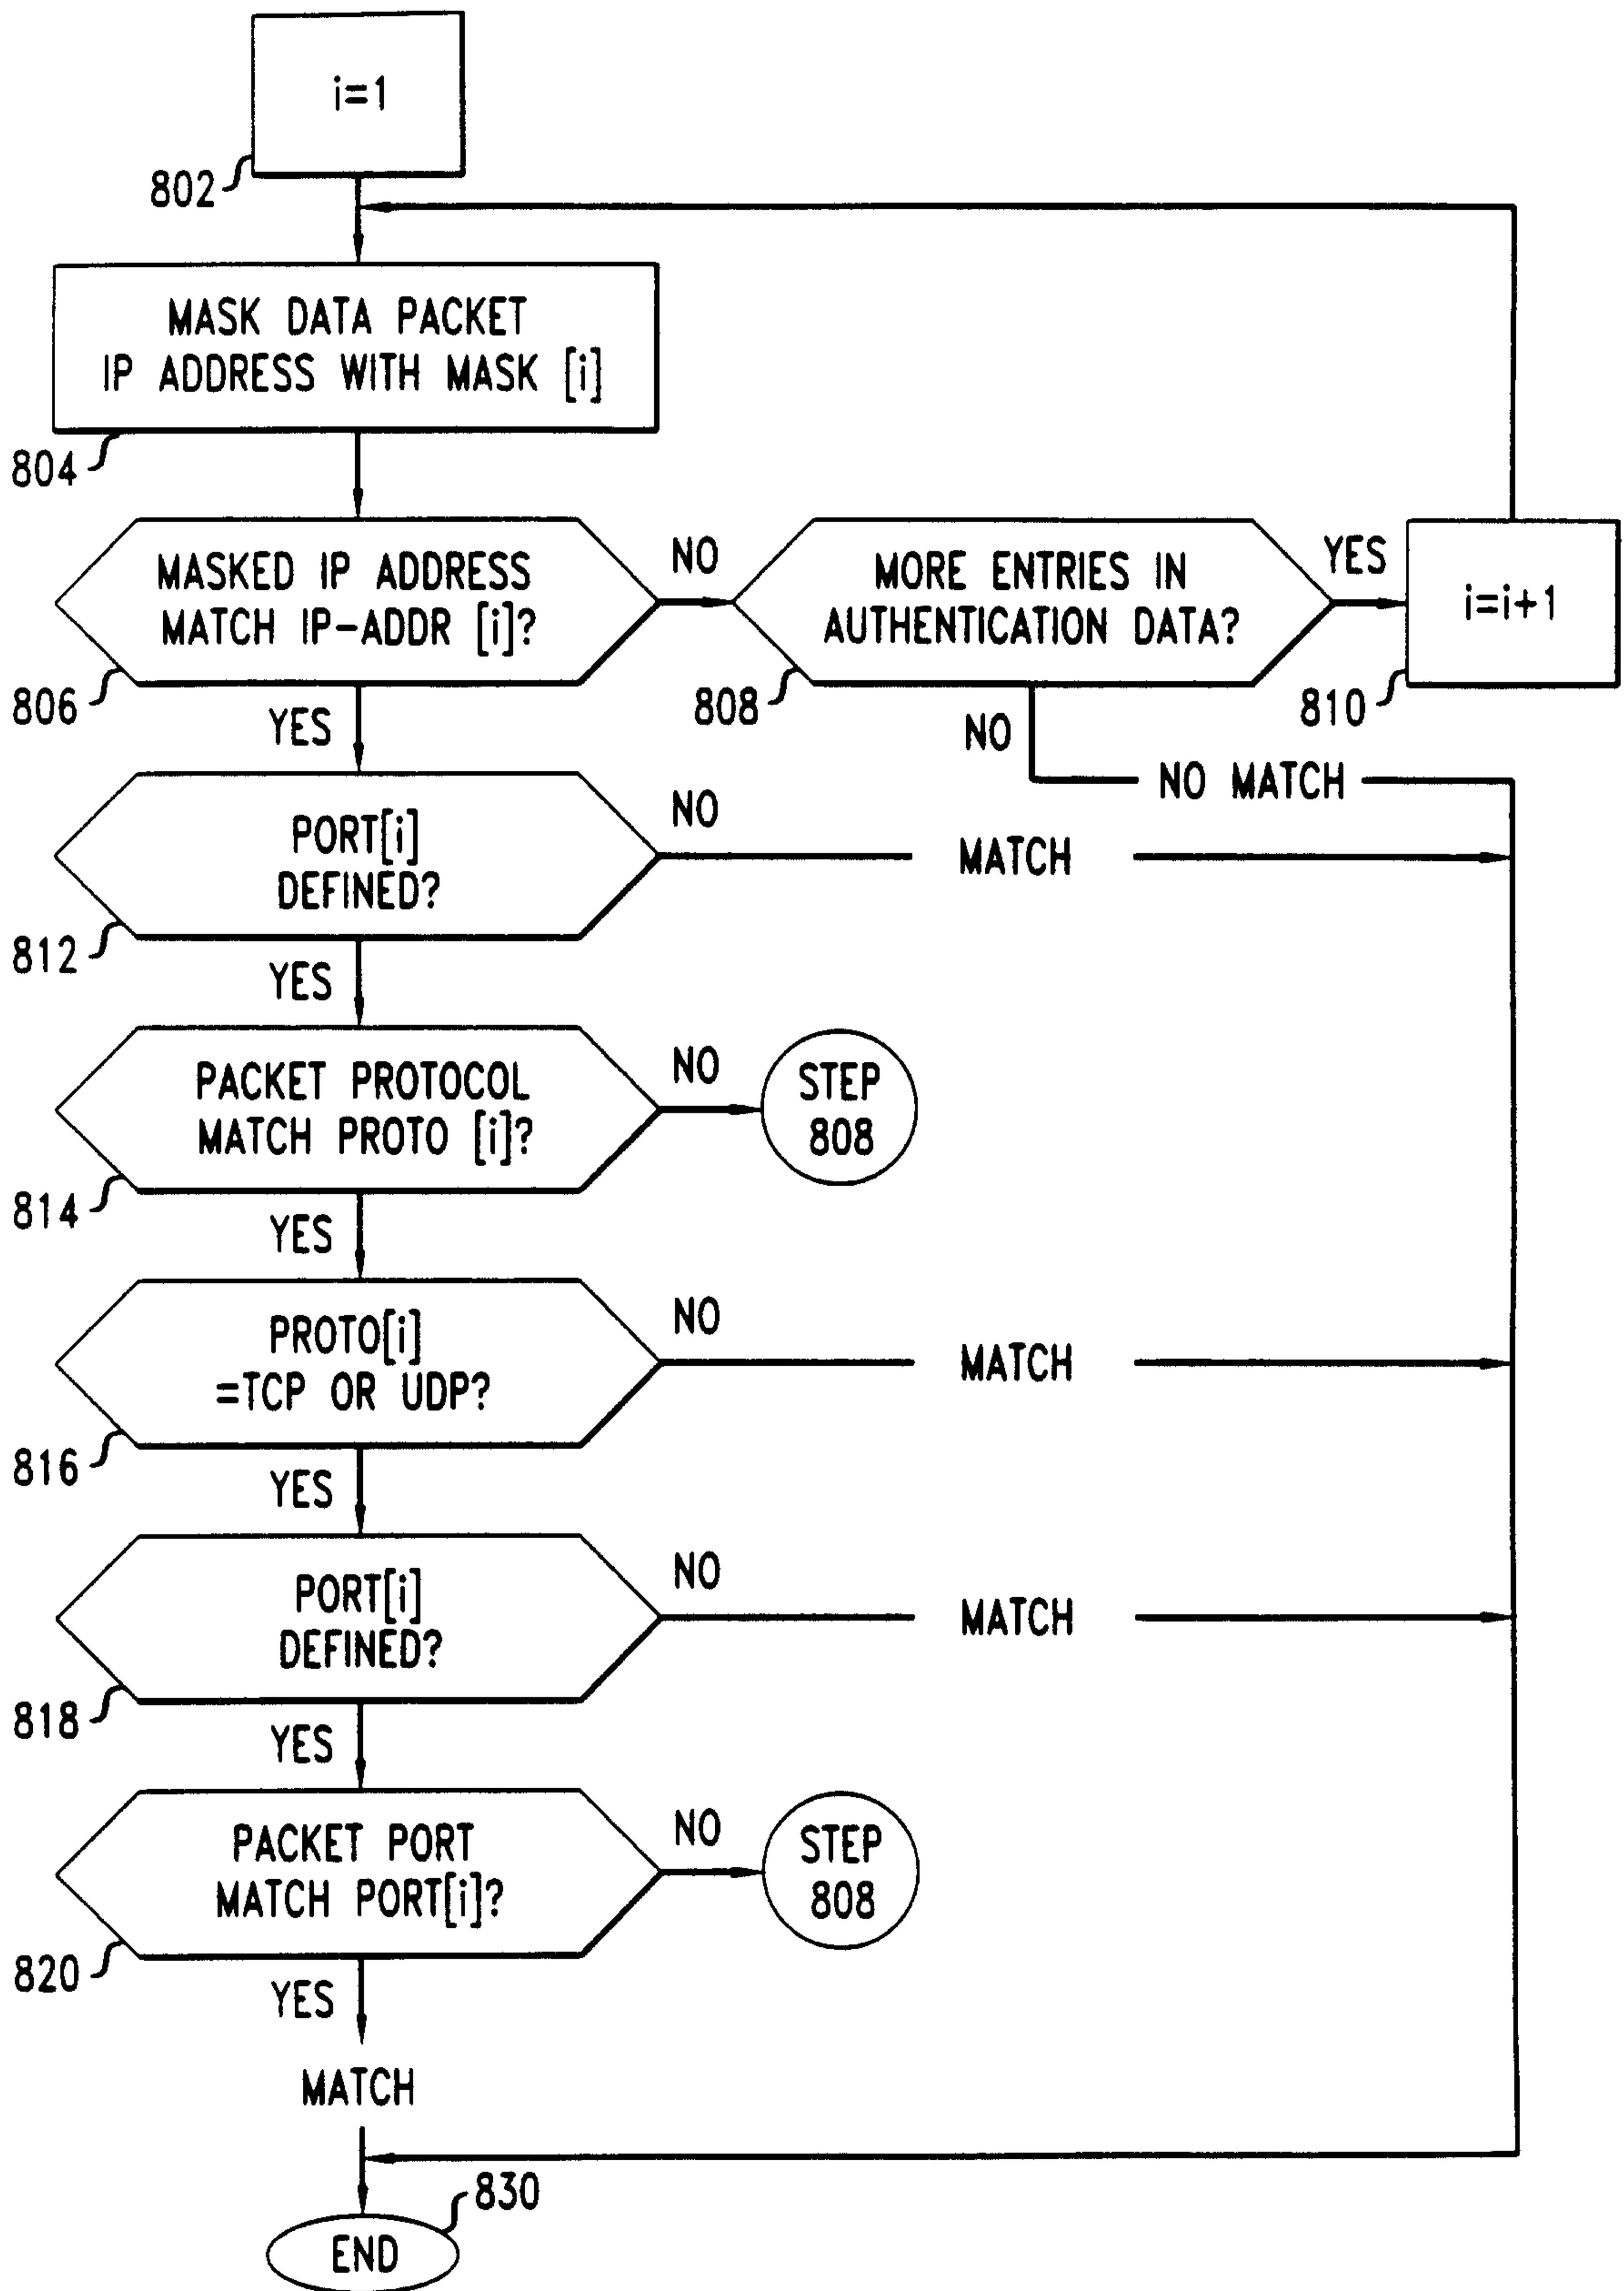 i=1
802
MASK DATA PACKET
IP ADDRESS WITH MASK [i]
804
MASKED IP ADDRESS
MATCH IP-ADDR [i]?
806
NO
MORE ENTRIES IN
AUTHENTICATION DATA?
808
YES
i=i+1
810
NO
NO MATCH
YES
PORT[i]
DEFINED?
812
NO
MATCH
YES
PACKET PROTOCOL
MATCH PROTO [i]?
814
NO
STEP
808
YES
PROTO[i]
=TCP OR UDP?
816
NO
MATCH
YES
PORT[i]
DEFINED?
818
NO
MATCH
YES
PACKET PORT
MATCH PORT[i]?
820
NO
STEP
808
YES
MATCH
830
END